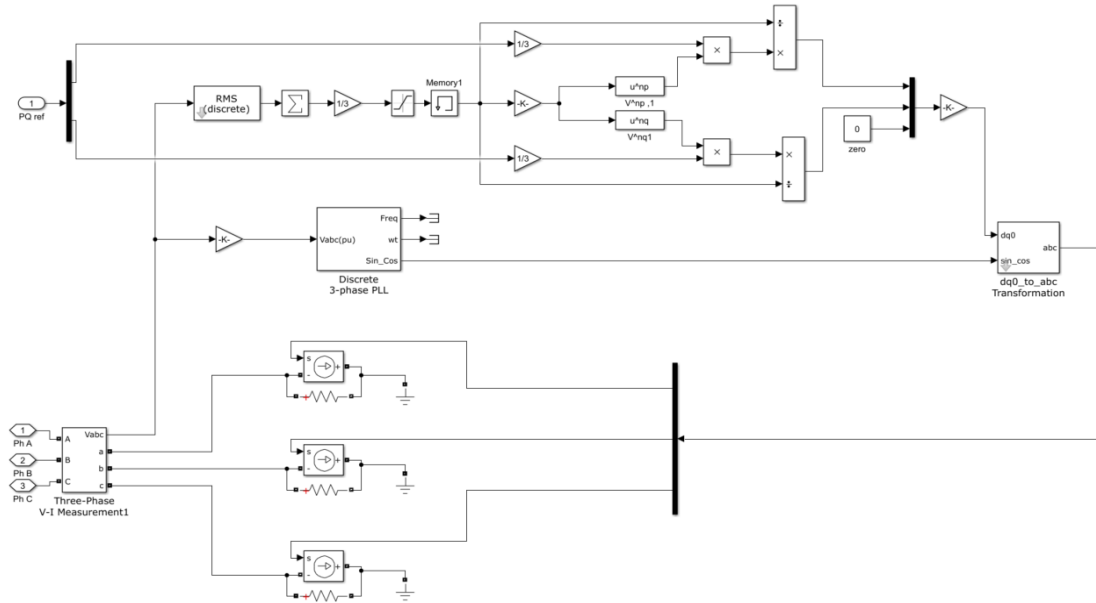 1/3
1
PQ ref
RMS
(discrete)
∑
1/3
Memory1
-K-
u^np
V^np ,1
u^nq
V^nq1
×
÷
×
1/3
×
×
÷
0
zero
-K-
-K-
Vabc(pu)
Freq
wt
Sin_Cos
Discrete
3-phase PLL
dq0
sin_cos
abc
dq0_to_abc
Transformation
s
-
+
+
1
Ph A
2
Ph B
3
Ph C
A
B
C
Vabc
a
b
c
Three-Phase
V-I Measurement1
s
-
+
+
s
-
+
+